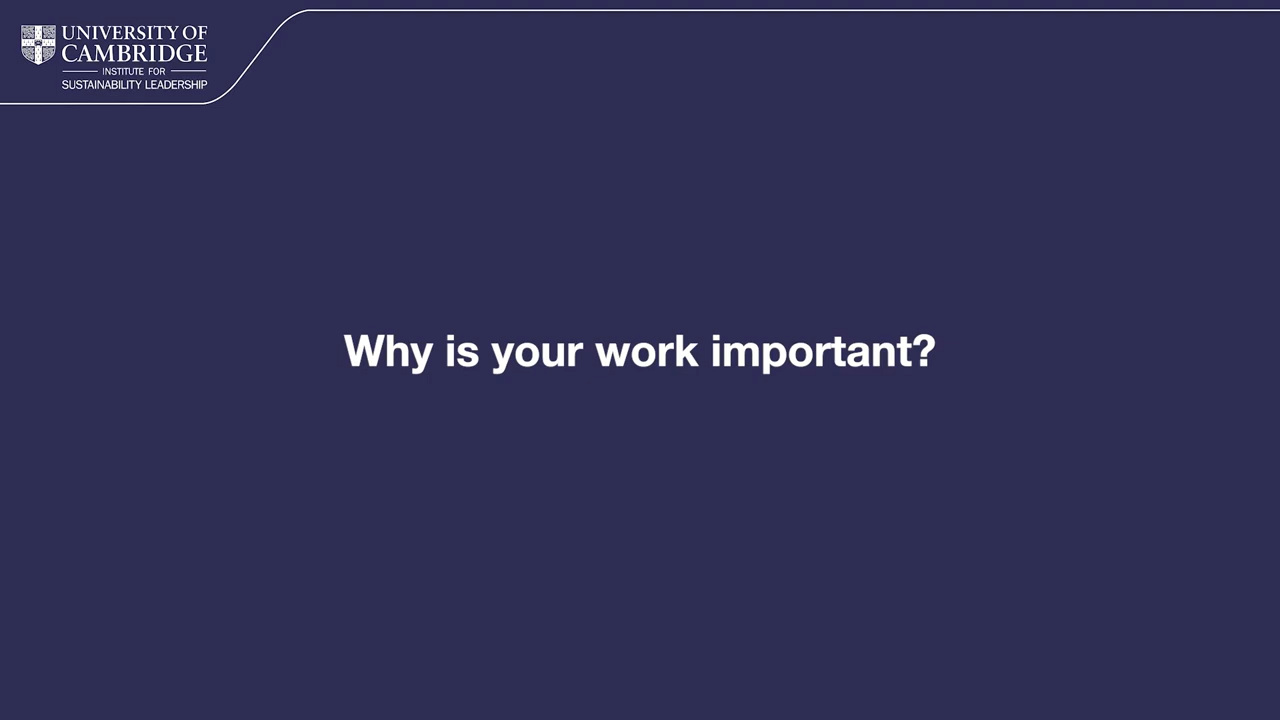 UNIVERSITY OF
CAMBRIDGE
INSTITUTE FOR
SUSTAINABILITY LEADERSHIP
Why is your work important?